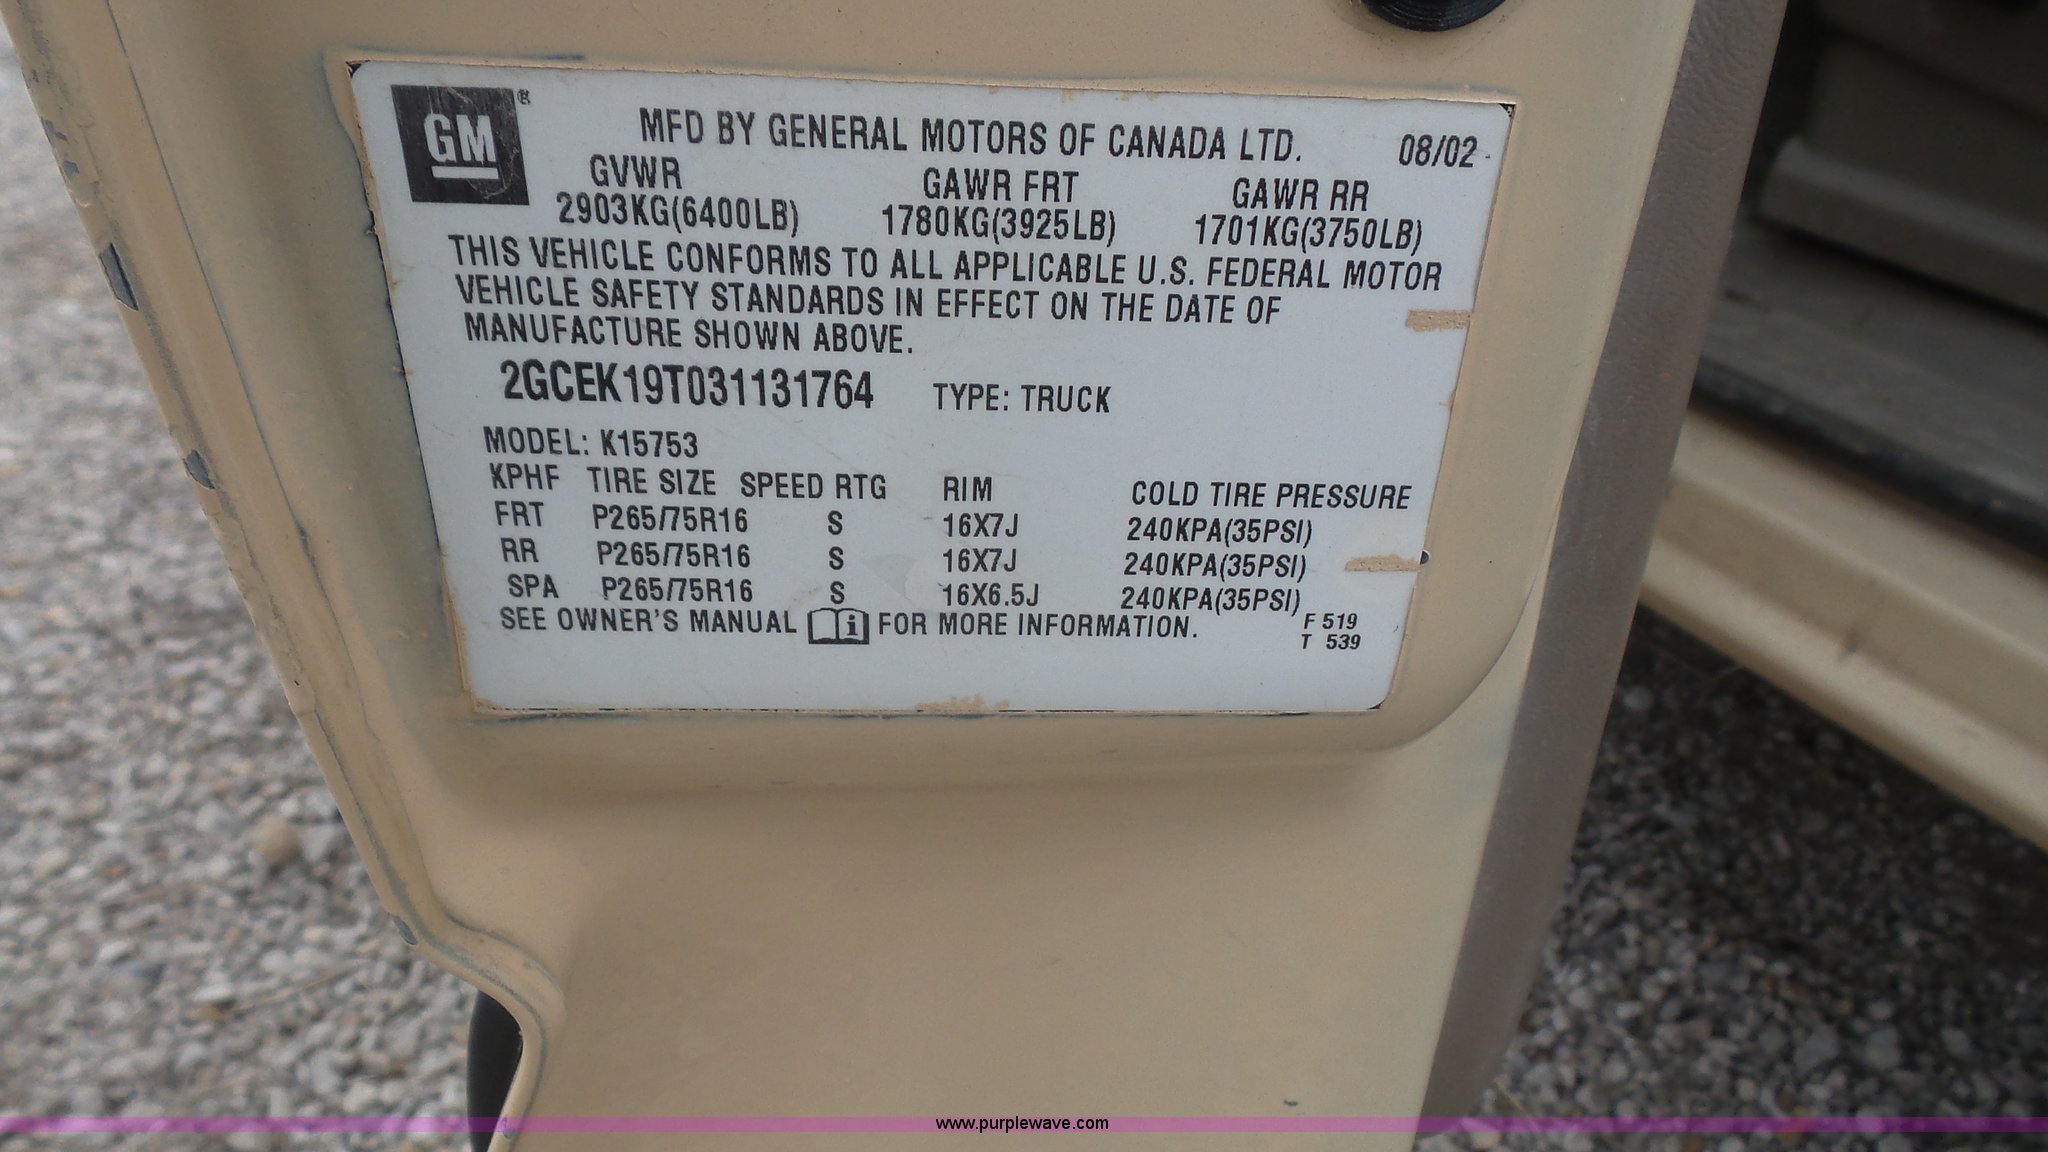 GM ®
MFD BY GENERAL MOTORS OF CANADA LTD. 08/02
GVWR GAWR FRT GAWR RR
2903KG(6400LB) 1780KG(3925LB) 1701KG(3750LB)
THIS VEHICLE CONFORMS TO ALL APPLICABLE U.S. FEDERAL MOTOR
VEHICLE SAFETY STANDARDS IN EFFECT ON THE DATE OF
MANUFACTURE SHOWN ABOVE.
2GCEK19T031131764 TYPE: TRUCK
MODEL: K15753
KPHF TIRE SIZE SPEED RTG RIM COLD TIRE PRESSURE
FRT P265/75R16 S 16X7J 240KPA(35PSI)
RR P265/75R16 S 16X7J 240KPA(35PSI)
SPA P265/75R16 S 16X6.5J 240KPA(35PSI)
SEE OWNER'S MANUAL i FOR MORE INFORMATION. F 519
T 539
www.purplewave.com